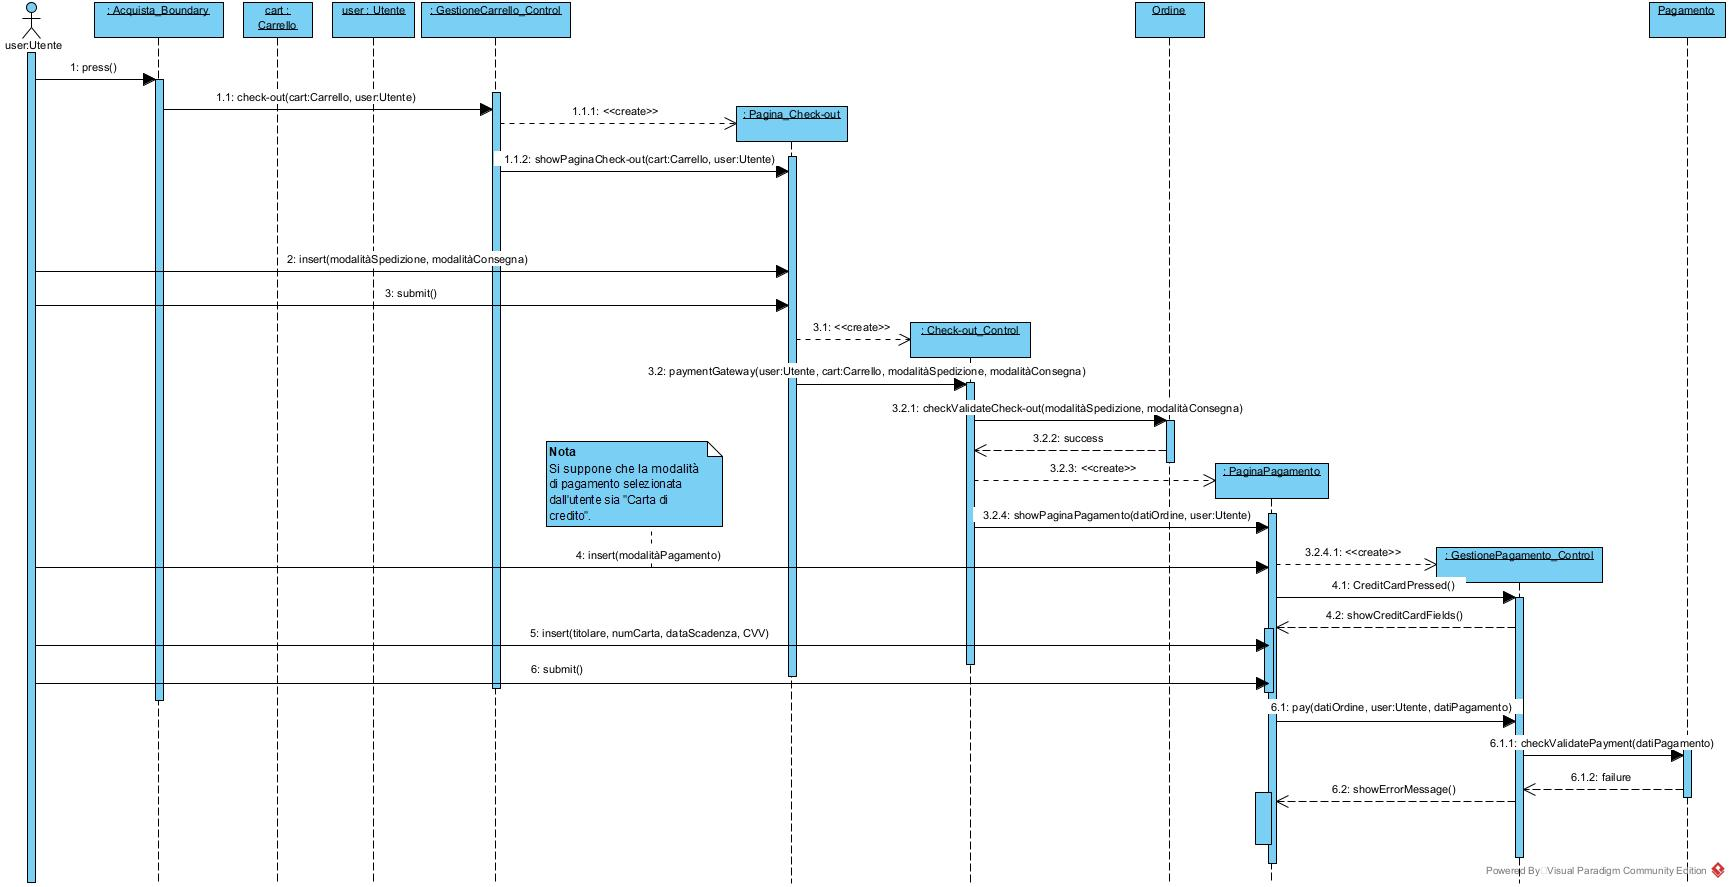 : Acquista_Boundary
cart :
Carrello
user : Utente
: GestioneCarrello_Control
Ordine
Pagamento
user:Utente
1: press()
1.1: check-out(cart:Carrello, user:Utente)
1.1.1: <<create>>
: Pagina_Check-out
1.1.2: showPaginaCheck-out(cart:Carrello, user:Utente)
2: insert(modalitàSpedizione, modalitàConsegna)
3: submit()
3.1: <<create>>
: Check-out_Control
3.2: paymentGateway(user:Utente, cart:Carrello, modalitàSpedizione, modalitàConsegna)
3.2.1: checkValidateCheck-out(modalitàSpedizione, modalitàConsegna)
3.2.2: success
Nota
Si suppone che la modalità
di pagamento selezionata
dall'utente sia "Carta di
credito".
3.2.3: <<create>>
: PaginaPagamento
3.2.4: showPaginaPagamento(datiOrdine, user:Utente)
4: insert(modalitàPagamento)
3.2.4.1: <<create>>
: GestionePagamento_Control
4.1: CreditCardPressed()
4.2: showCreditCardFields()
5: insert(titolare, numCarta, dataScadenza, CVV)
6: submit()
6.1: pay(datiOrdine, user:Utente, datiPagamento)
6.1.1: checkValidatePayment(datiPagamento)
6.1.2: failure
6.2: showErrorMessage()
Powered By Visual Paradigm Community Edition